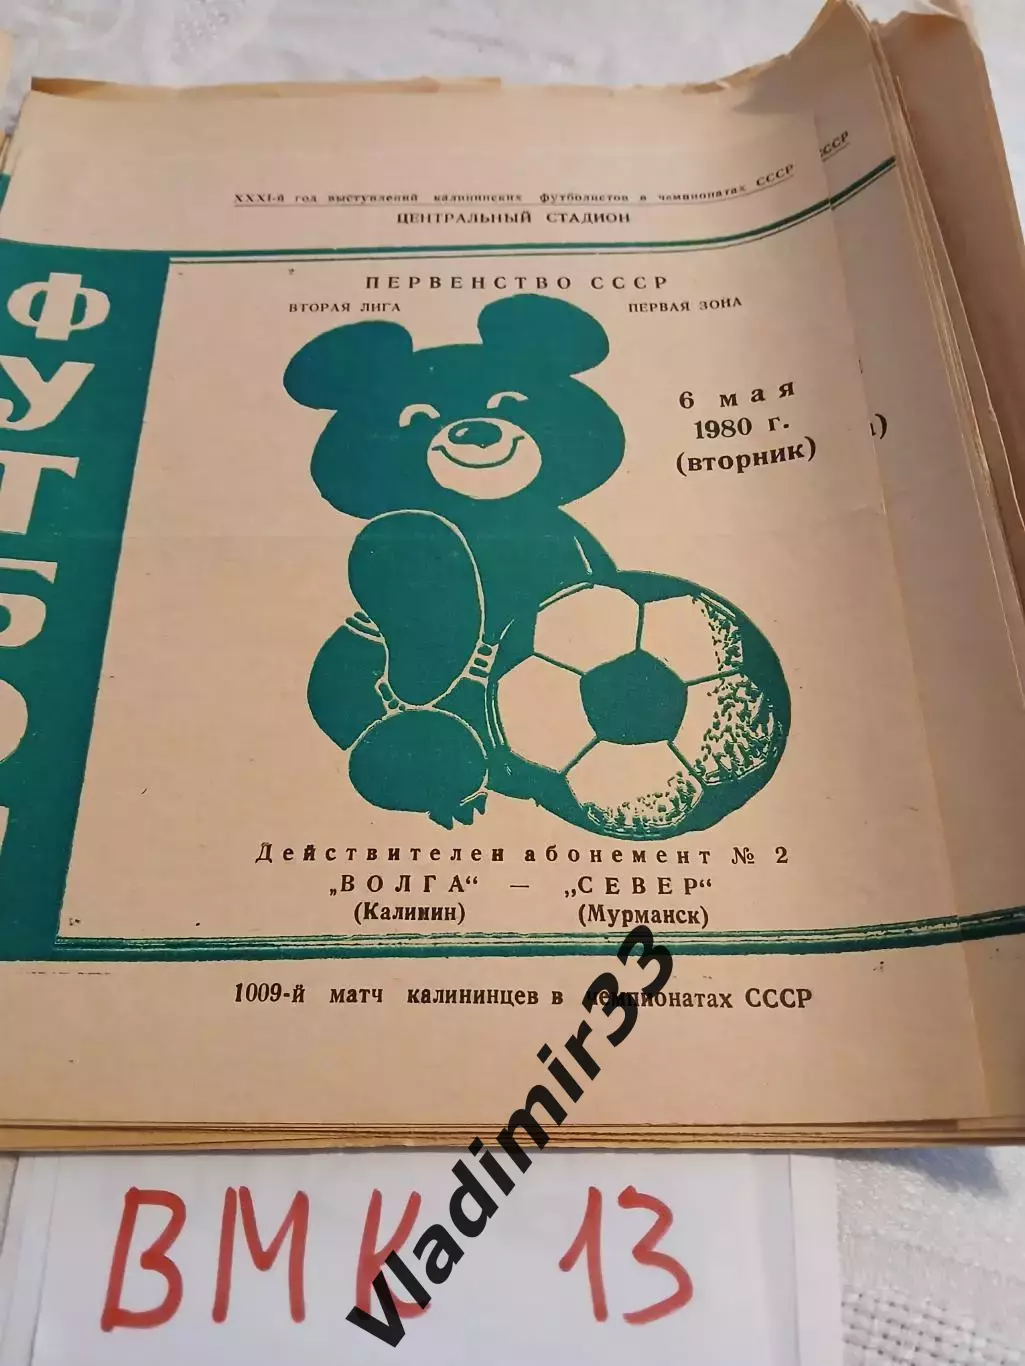 XXXI-й год выступлений калининских футболистов в чемпионатах СССР
СССР
ЦЕНТРАЛЬНЫЙ СТАДИОН
ПЕРВЕНСТВО СССР
ВТОРАЯ ЛИГА ПЕРВАЯ ЗОНА
Ф
У
Т
Б
О
6 мая
1980 г.
(вторник)
а)
Действителен абонемент № 2
„ВОЛГА“ — „СЕВЕР“
(Калинин) (Мурманск)
1009-й матч калининцев в чемпионатах СССР
Vladimir33
ВМК 13